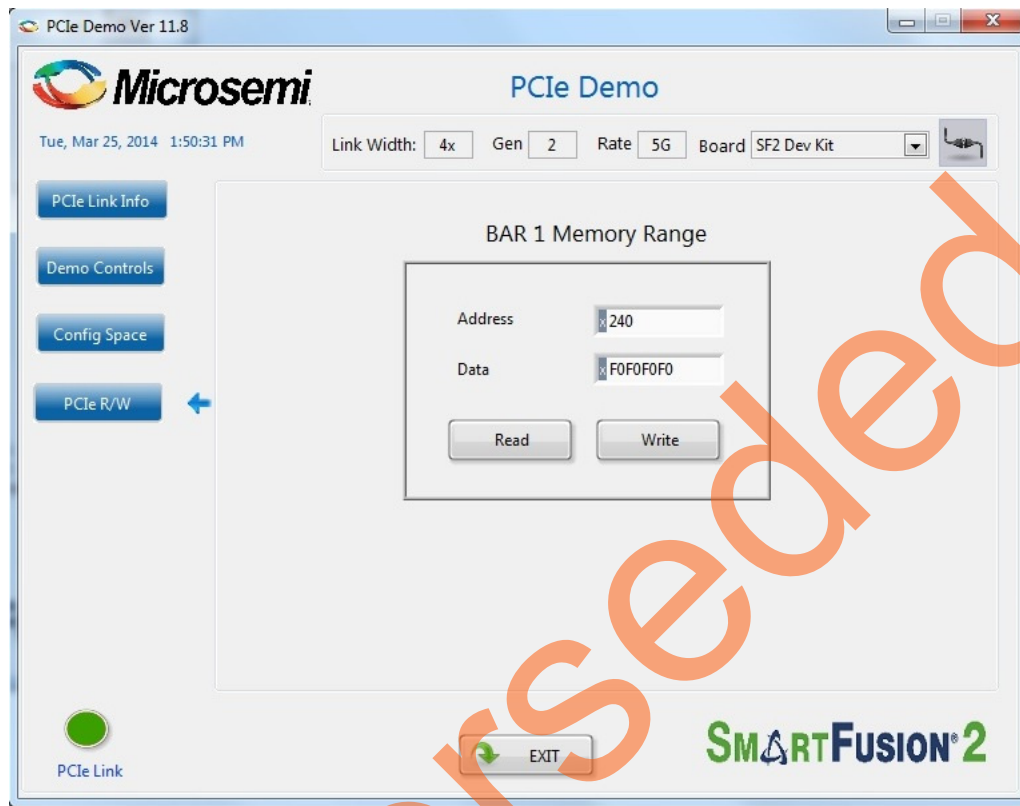 PCIe Demo Ver 11.8
Microsemi
PCIe Demo
Tue, Mar 25, 2014 1:50:31 PM
Link Width: 4x Gen 2 Rate 5G Board SF2 Dev Kit
PCIe Link Info
BAR 1 Memory Range
Demo Controls
Address x 240
Config Space
Data x F0F0F0F0
PCIe R/W
Read Write
PCIe Link
EXIT
SMARTFUSION®2
erseded